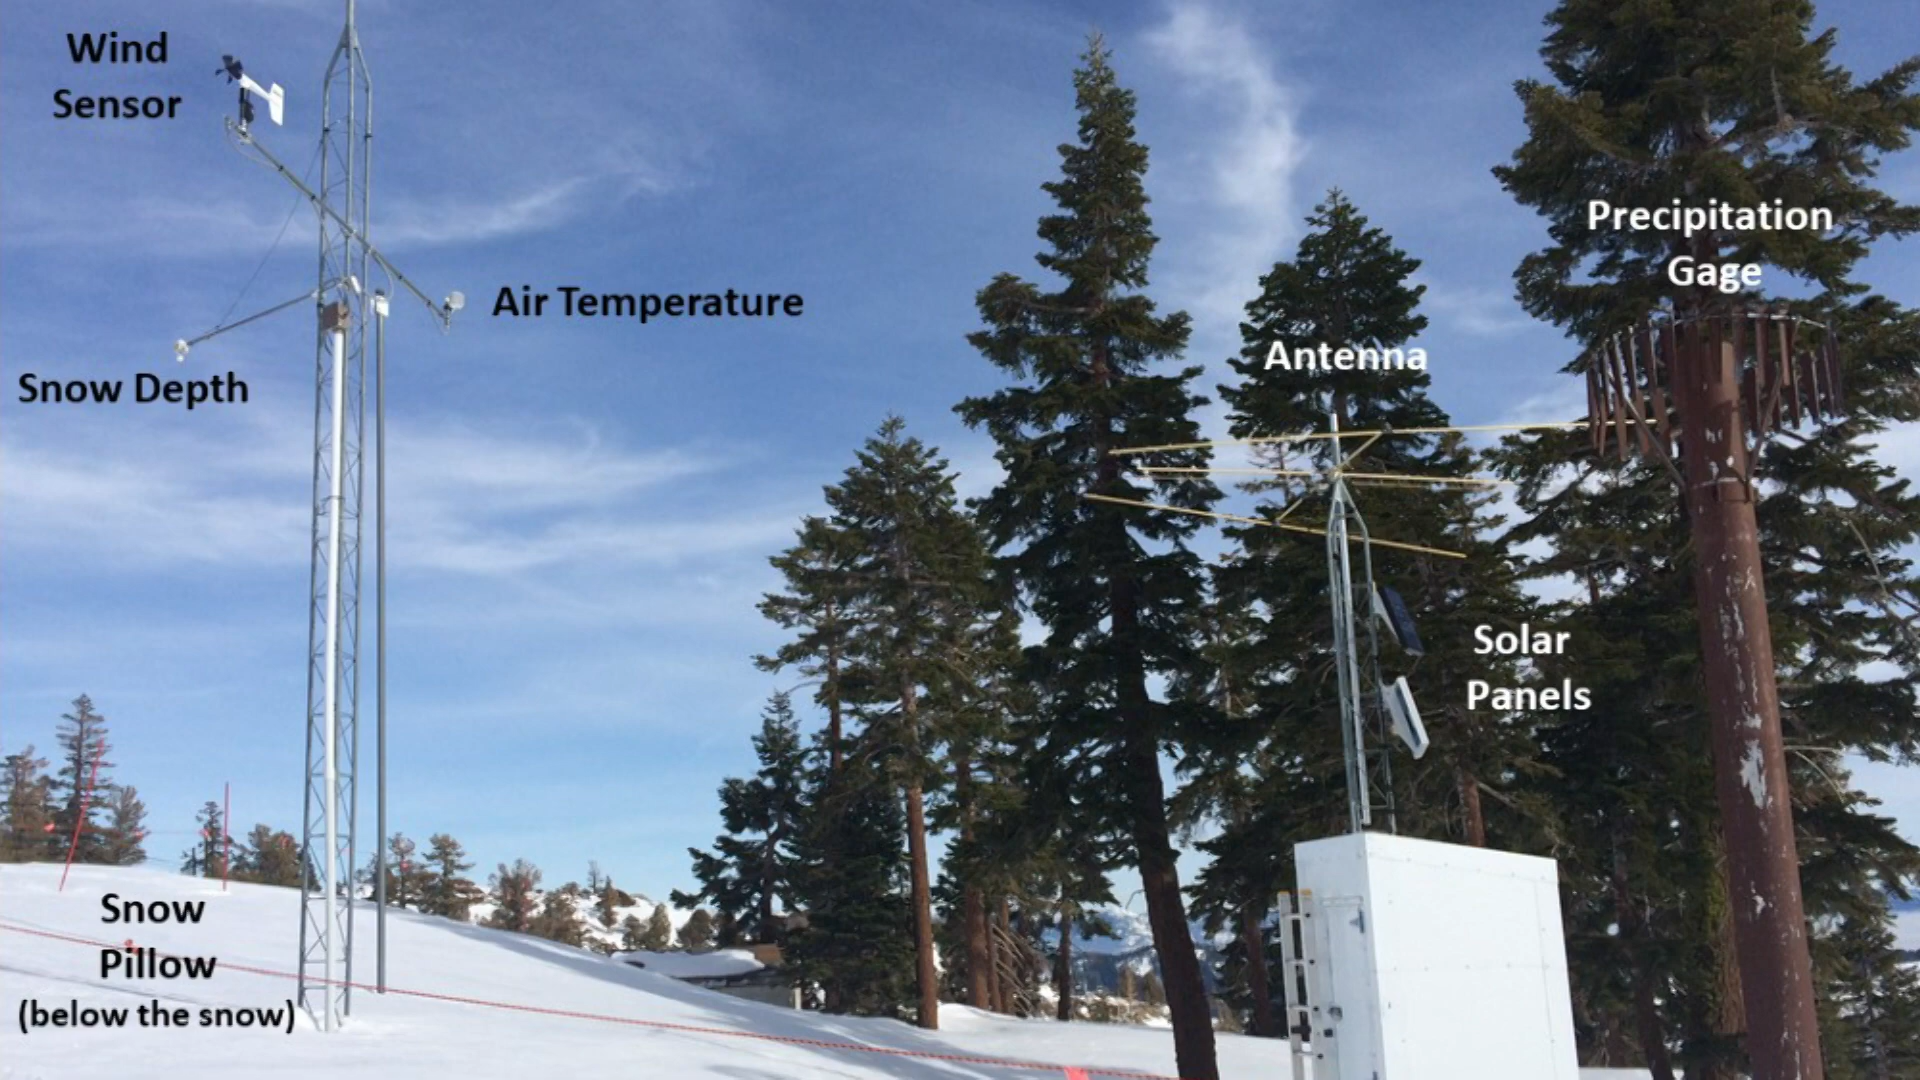 Wind
Sensor
Air Temperature
Snow Depth
Precipitation
Gage
Antenna
Solar
Panels
Snow
Pillow
(below the snow)